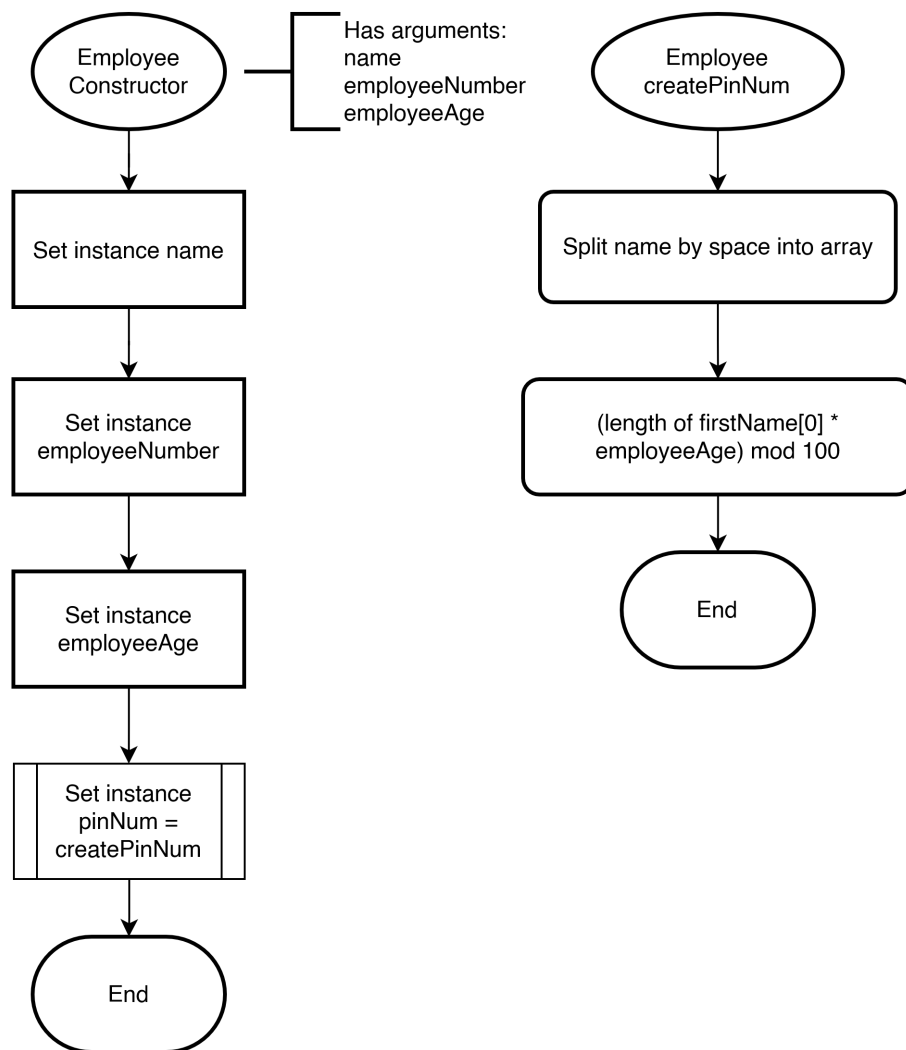 Employee
Constructor
Has arguments:
name
employeeNumber
employeeAge
Set instance name
Set instance
employeeNumber
Set instance
employeeAge
Set instance
pinNum =
createPinNum
End
Employee
createPinNum
Split name by space into array
(length of firstName[0] *
employeeAge) mod 100
End